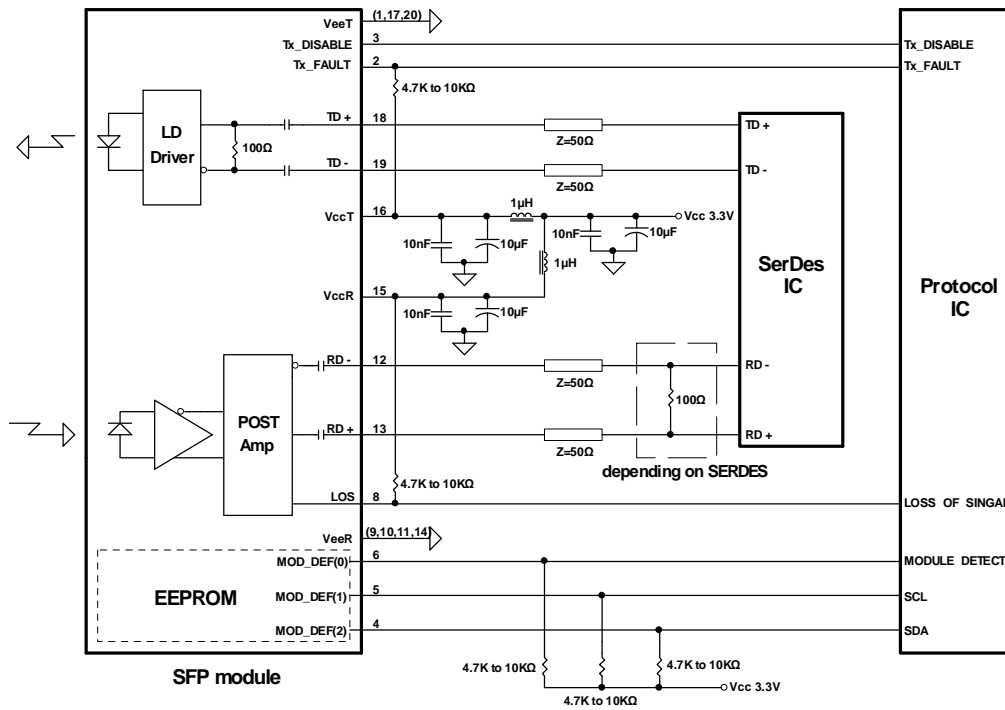 VeeT
(1,17,20)
Tx_DISABLE
3
Tx_DISABLE
Tx_FAULT
2
Tx_FAULT
4.7K to 10KΩ
LD
Driver
100Ω
TD+
18
Z=50Ω
TD+
TD-
19
Z=50Ω
TD-
1µH
VccT
16
Vcc 3.3V
10nF
10µF
10nF
10µF
1µH
SerDes
IC
Protocol
IC
VccR
15
10nF
10µF
RD -
12
Z=50Ω
RD -
POST
Amp
100Ω
RD +
13
Z=50Ω
RD +
depending on SERDES
4.7K to 10KΩ
LOS
8
LOSS OF SINGAL
VeeR
(9,10,11,14)
MOD_DEF(0)
6
MODULE DETECT
EEPROM
MOD_DEF(1)
5
SCL
MOD_DEF(2)
4
SDA
4.7K to 10KΩ
4.7K to 10KΩ
4.7K to 10KΩ
Vcc 3.3V
SFP module